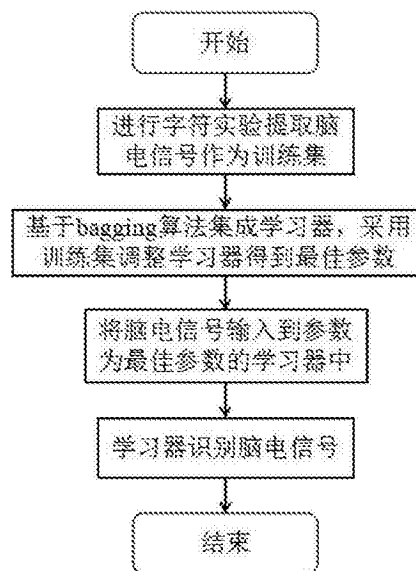 开始
进行字符实验提取脑
电信号作为训练集
基于bagging算法集成学习器，采用
训练集调整学习器得到最佳参数
将脑电信号输入到参数
为最佳参数的学习器中
学习器识别脑电信号
结束